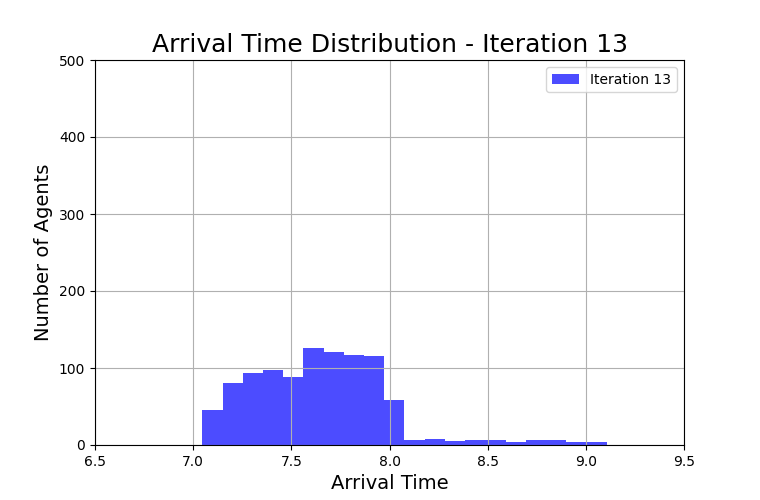 Arrival Time Distribution - Iteration 13
Iteration 13
500
400
300
200
100
0
Number of Agents
6.5 7.0 7.5 8.0 8.5 9.0 9.5
Arrival Time